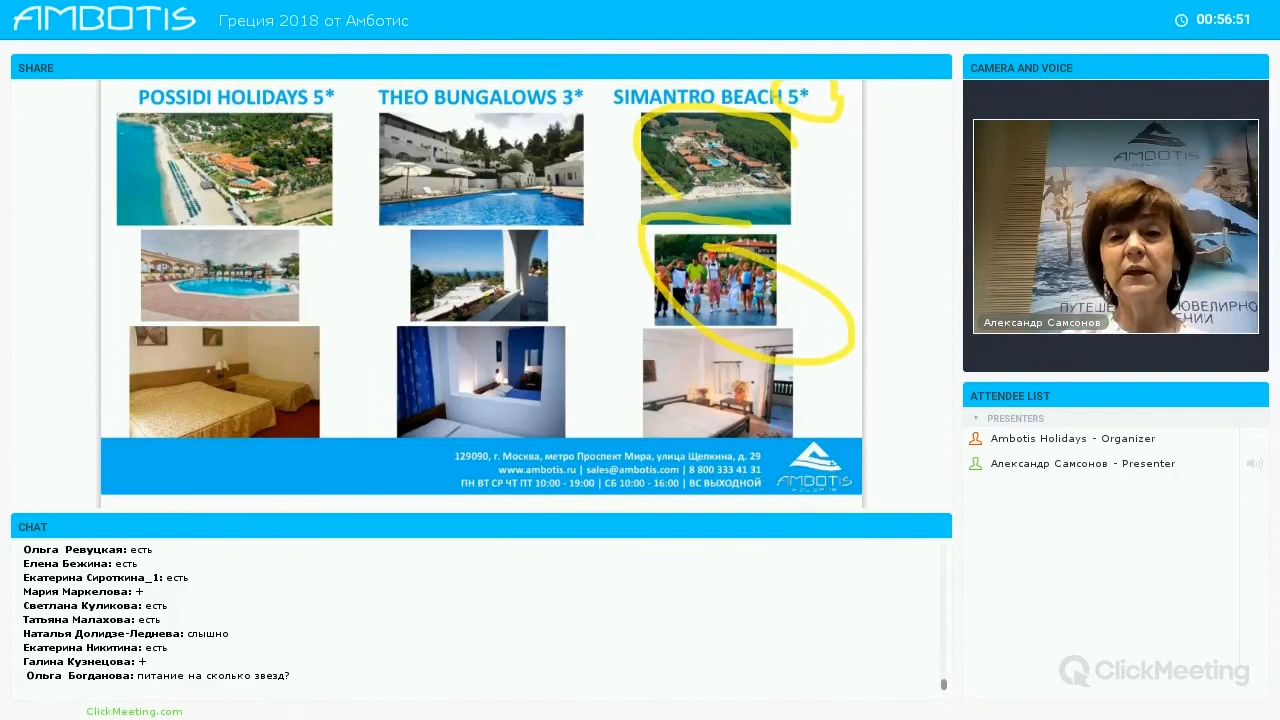 AMBOTIS
Греция 2018 от Амботис
00:56:51
SHARE
POSSIDI HOLIDAYS 5*
THEO BUNGALOWS 3*
SIMANTRO BEACH 5*
129090, г. Москва, метро Проспект Мира, улица Щепкина, д. 29
www.ambotis.ru | sales@ambotis.com | 8 800 333 41 31
ПН ВТ СР ЧТ ПТ 10:00 - 19:00 | СБ 10:00 - 16:00 | ВС ВЫХОДНОЙ
AMBOTIS
HOLIDAYS
CHAT
Ольга Ревуцкая: есть
Елена Бежина: есть
Екатерина Сироткина_1: есть
Мария Маркелова: +
Светлана Куликова: есть
Татьяна Малахова: есть
Наталья Долидзе-Леднева: слышно
Екатерина Никитина: есть
Галина Кузнецова: +
Ольга Богданова: питание на сколько звезд?
ClickMeeting.com
CAMERA AND VOICE
AMBOTIS
Александр Самсонов
ATTENDEE LIST
PRESENTERS
Ambotis Holidays - Organizer
Александр Самсонов - Presenter
ClickMeeting